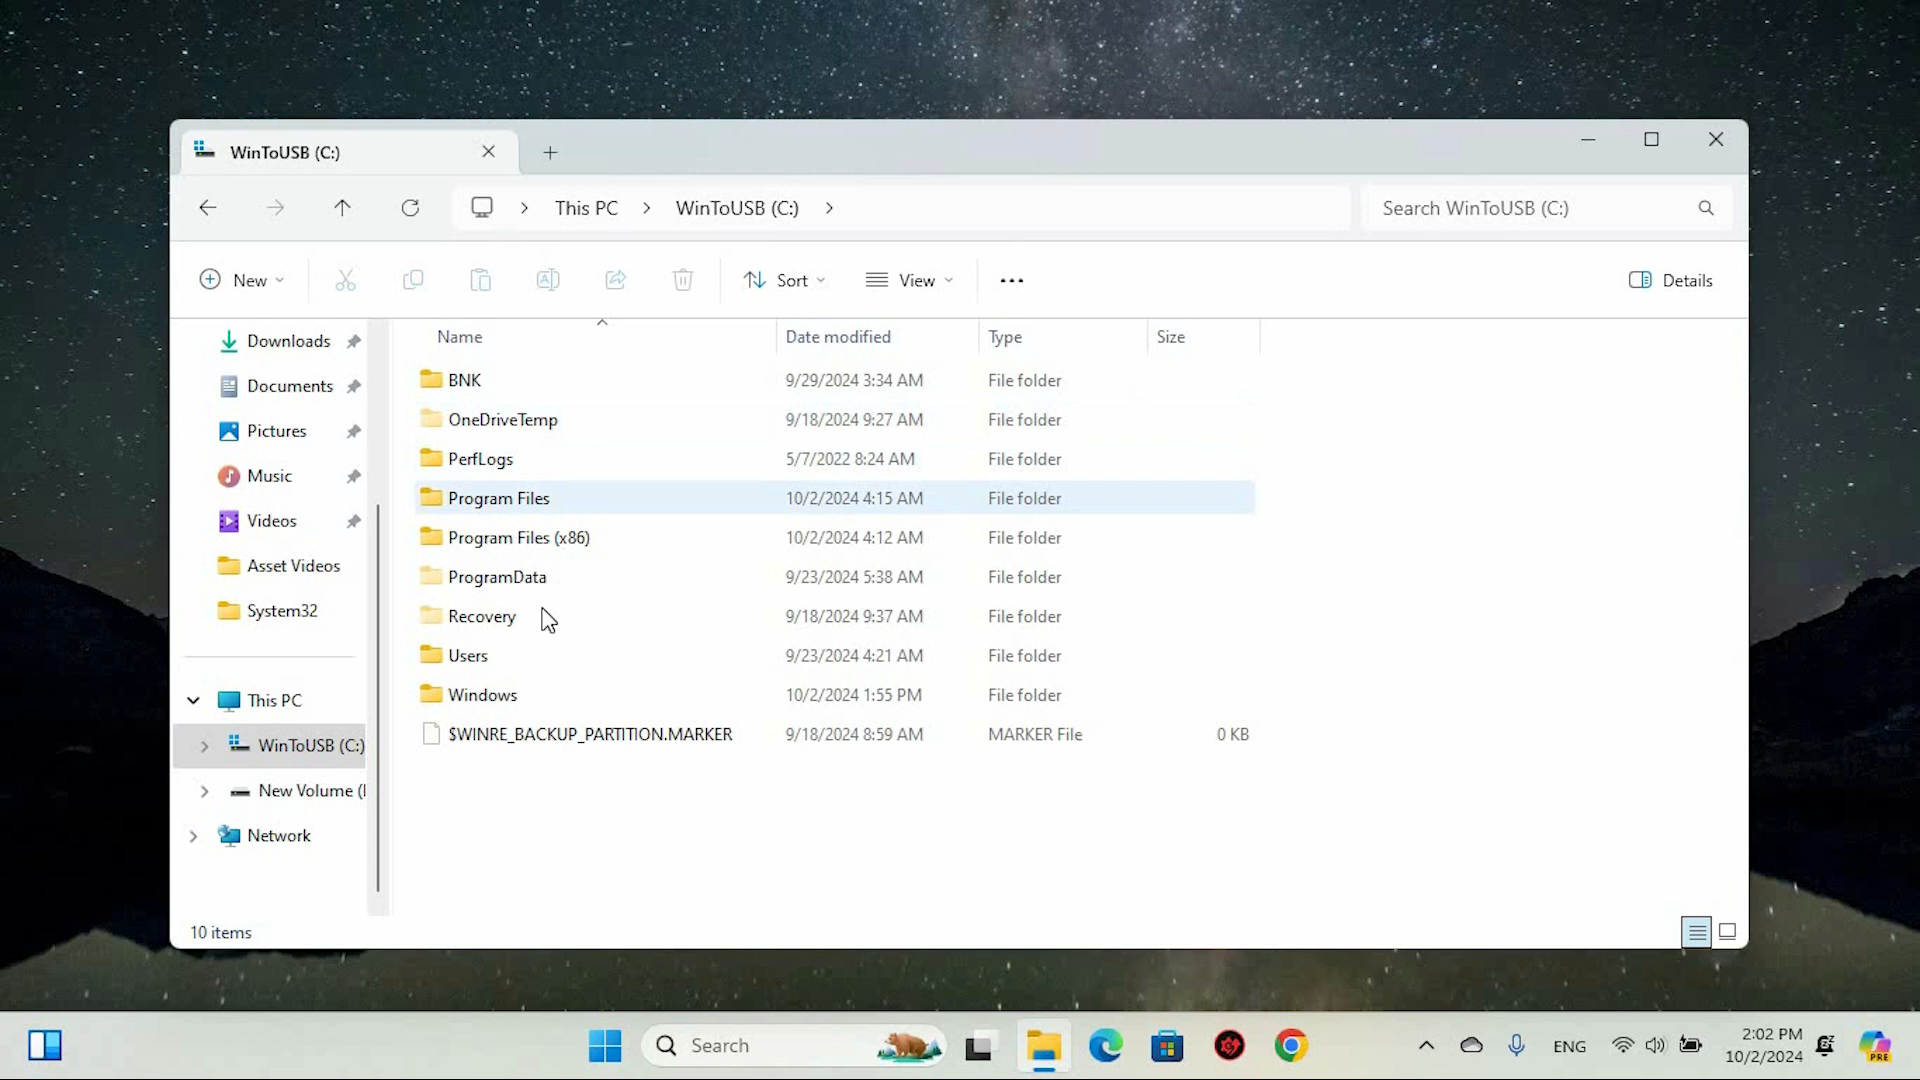 WinToUSB (C:)
This PC
WinToUSB (C:)
Search WinToUSB (C:)
New
Sort
View
Details
Downloads
Documents
Pictures
Music
Videos
Asset Videos
System32
This PC
WinToUSB (C:)
New Volume (
Network
Name Date modified Type Size
BNK 9/29/2024 3:34 AM File folder
OneDriveTemp 9/18/2024 9:27 AM File folder
PerfLogs 5/7/2022 8:24 AM File folder
Program Files 10/2/2024 4:15 AM File folder
Program Files (x86) 10/2/2024 4:12 AM File folder
ProgramData 9/23/2024 5:38 AM File folder
Recovery 9/18/2024 9:37 AM File folder
Users 9/23/2024 4:21 AM File folder
Windows 10/2/2024 1:55 PM File folder
$WINRE_BACKUP_PARTITION.MARKER 9/18/2024 8:59 AM MARKER File 0 KB
10 items
Search
ENG
2:02 PM
10/2/2024
PRE